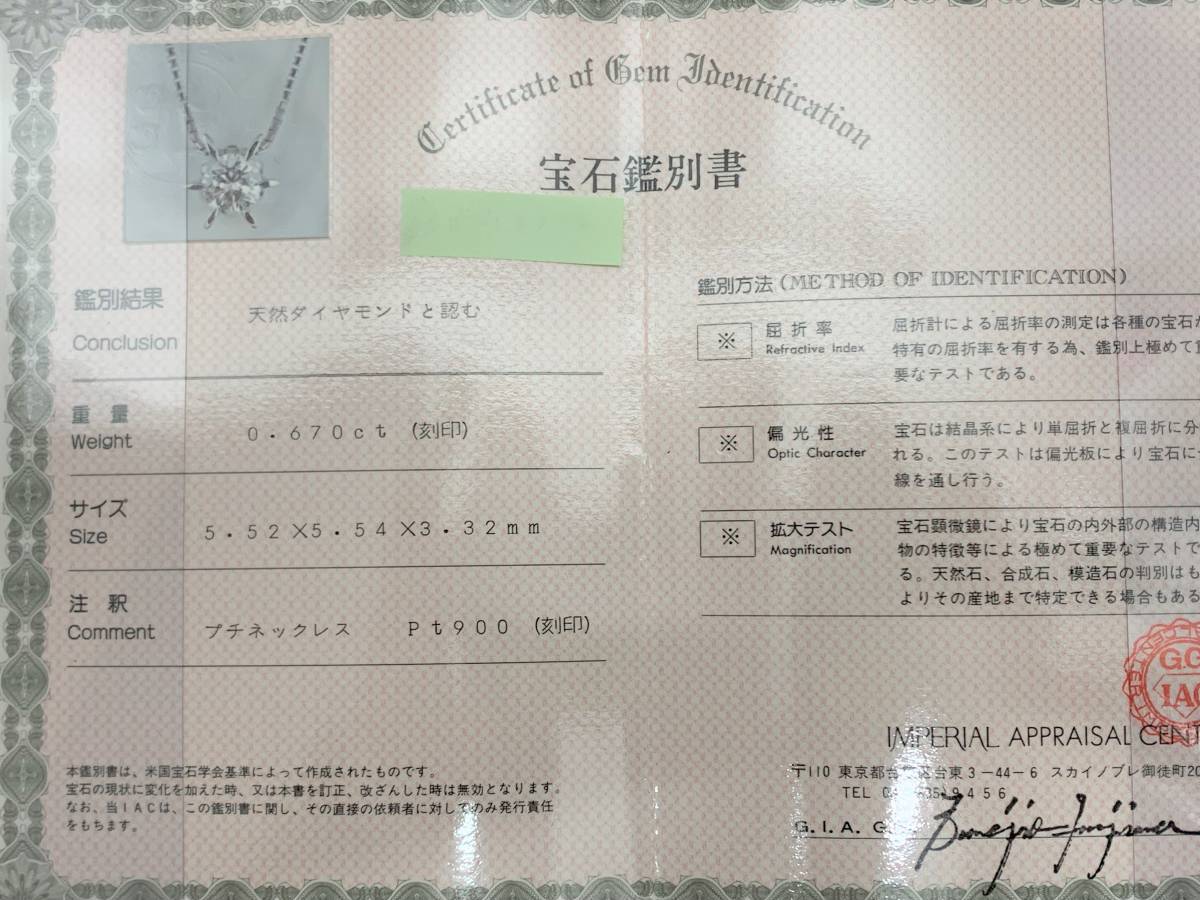 Certificate of Gem Identification
宝石鑑別書
鑑別結果
Conclusion
天然ダイヤモンドと認む
重量
Weight
0.670ct (刻印)
サイズ
Size
5.52×5.54×3.32mm
注釈
Comment
プチネックレス Pt900 (刻印)
本鑑別書は、米国宝石学会基準によって作成されたものです。
宝石の現状に変化を加えた時、又は本書を訂正、改ざんした時は無効となります。
なお、当IACは、この鑑別書に関し、その直接の依頼者に対してのみ発行責任
をもちます。
鑑別方法(METHOD OF IDENTIFICATION)
※ 屈折率
Refractive Index
屈折計による屈折率の測定は各種の宝石が
特有の屈折率を有する為、鑑別上極めて重
要なテストである。
※ 偏光性
Optic Character
宝石は結晶系により単屈折と複屈折に分
れる。このテストは偏光板により宝石に
線を通し行う。
※ 拡大テスト
Magnification
宝石顕微鏡により宝石の内外部の構造内
物の特徴等による極めて重要なテストで
る。天然石、合成石、模造石の判別はも
よりその産地まで特定できる場合もある
G.G
IAC
IMPERIAL APPRAISAL CENT
〒110 東京都台東区台東3-44-6 スカイノブレ御徒町20
TEL 9456
G.I.A. G.